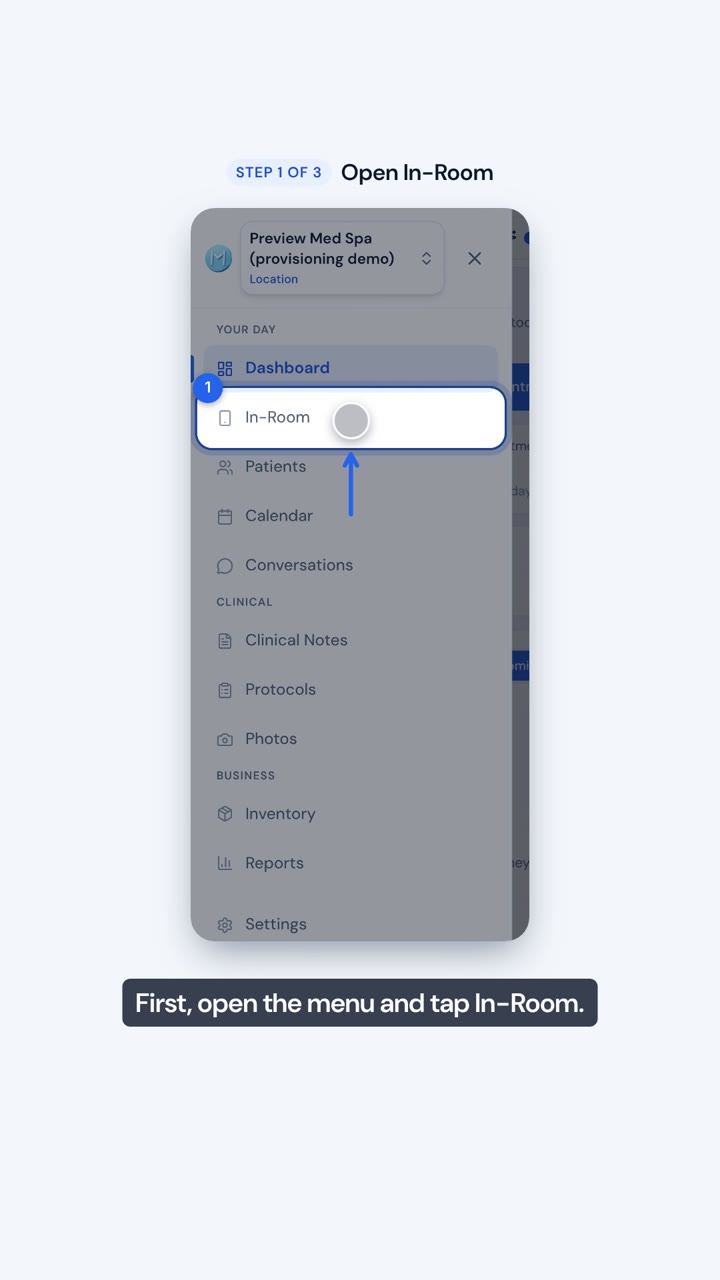 STEP 1 OF 3 Open In-Room
Preview Med Spa
(provisioning demo)
Location
YOUR DAY
Dashboard
1
In-Room
Patients
Calendar
Conversations
CLINICAL
Clinical Notes
Protocols
Photos
BUSINESS
Inventory
Reports
Settings
First, open the menu and tap In-Room.